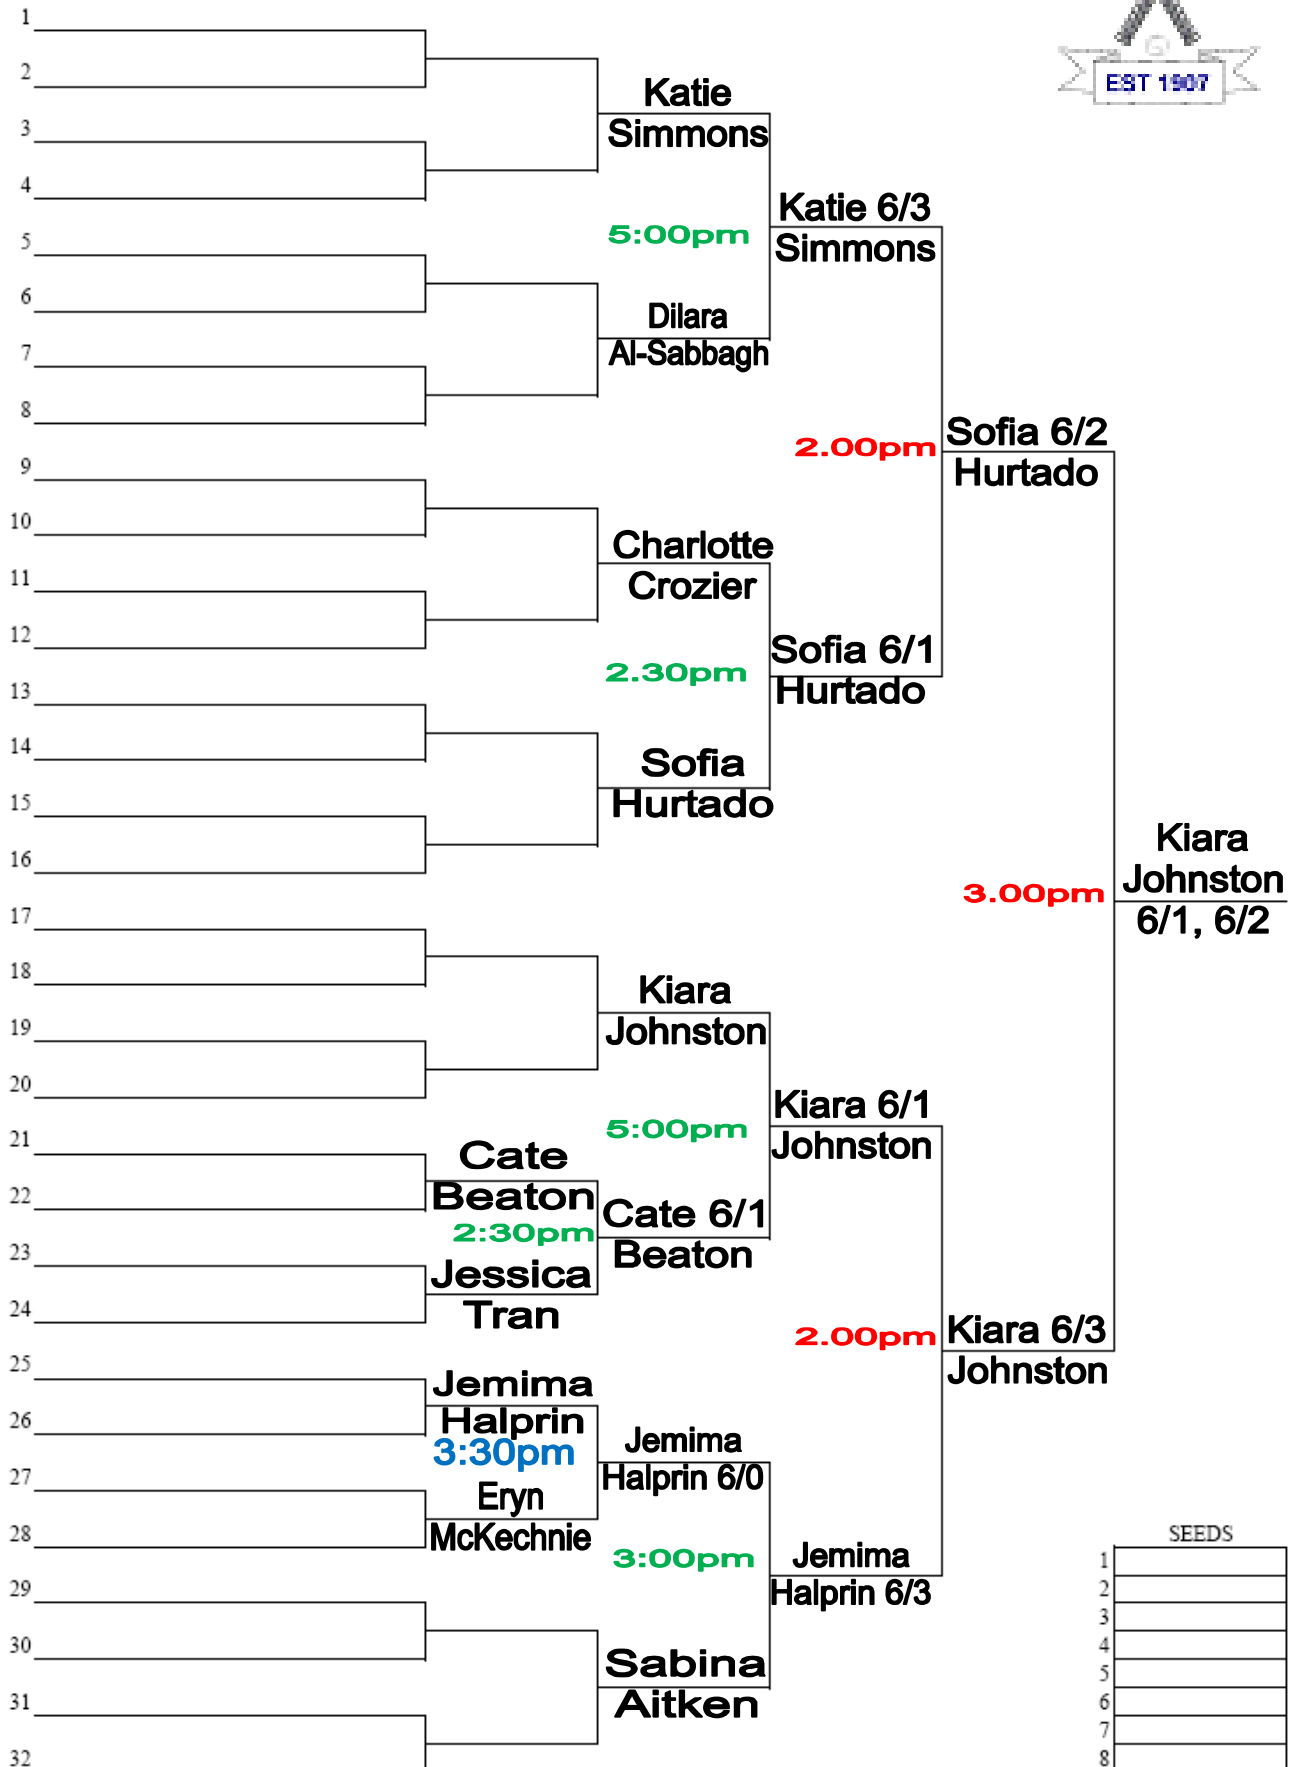 1
2
EST 1907
Katie
3
Simmons
4
Katie 6/3
5:00pm
5
Simmons
6
Dilara
7
Al-Sabbagh
8
Sofia 6/2
2.00pm
9
Hurtado
10
Charlotte
11
Crozier
12
Sofia 6/1
2.30pm
13
Hurtado
14
Sofia
15
Hurtado
16
Kiara
Johnston
3.00pm
17
6/1, 6/2
18
Kiara
19
Johnston
20
Kiara 6/1
5:00pm
21
Johnston
Cate
22
Beaton
Cate 6/1
2:30pm
23
Beaton
Jessica
24
Tran
Kiara 6/3
2.00pm
25
Johnston
Jemima
26
Halprin
Jemima
3:30pm
27
Halprin 6/0
Eryn
28
McKechnie
SEEDS
3:00pm
Jemima
1
29
Halprin 6/3
2
3
30
4
Sabina
5
31
Aitken
6
7
32
8